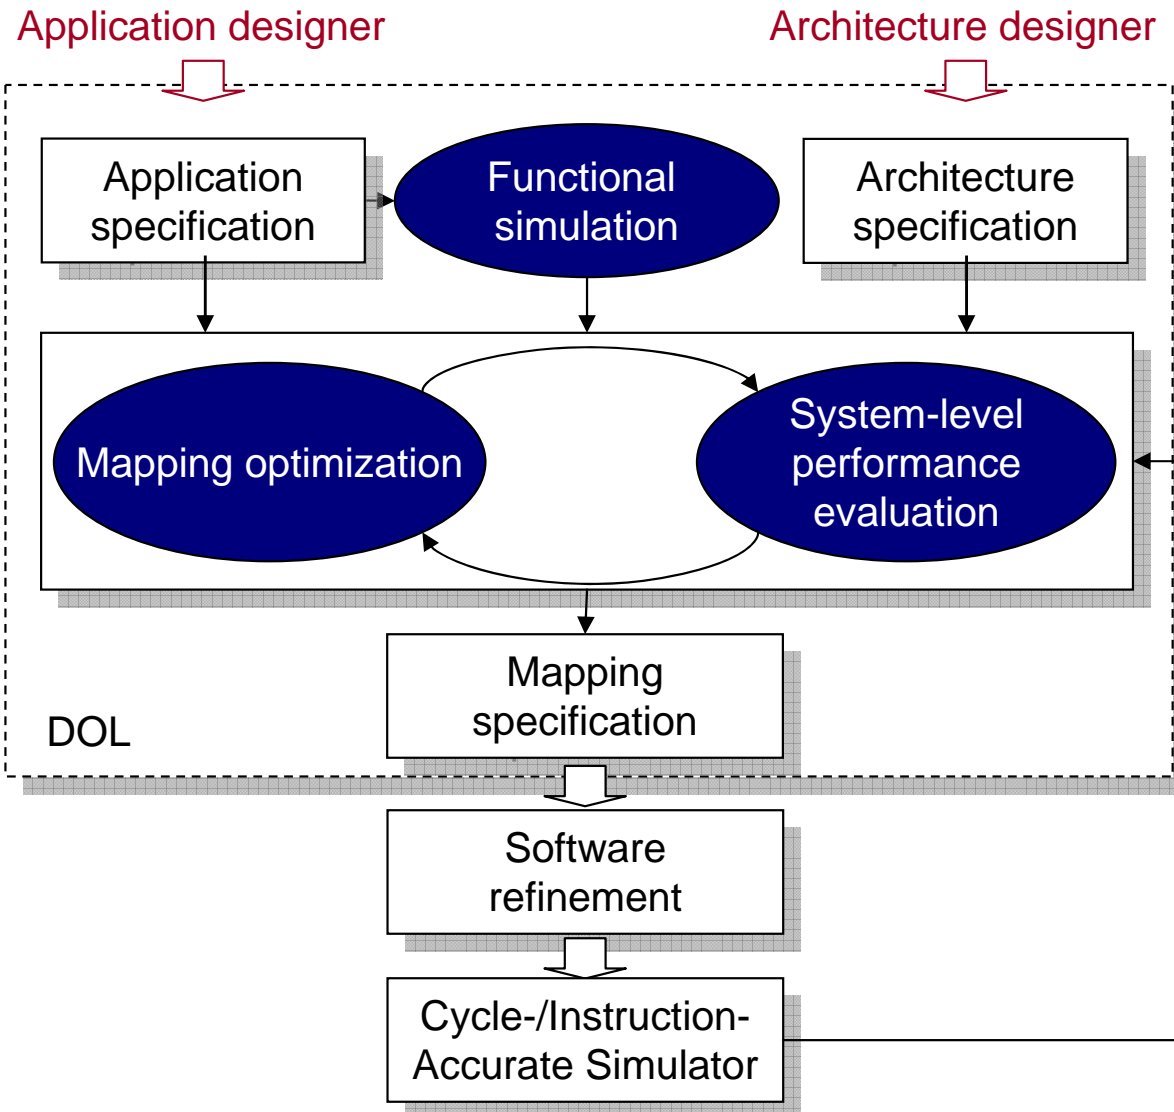 Application designer
Architecture designer
Application
specification
Functional
simulation
Architecture
specification
Mapping optimization
System-level
performance
evaluation
Mapping
specification
DOL
Software
refinement
Cycle-/Instruction-
Accurate Simulator